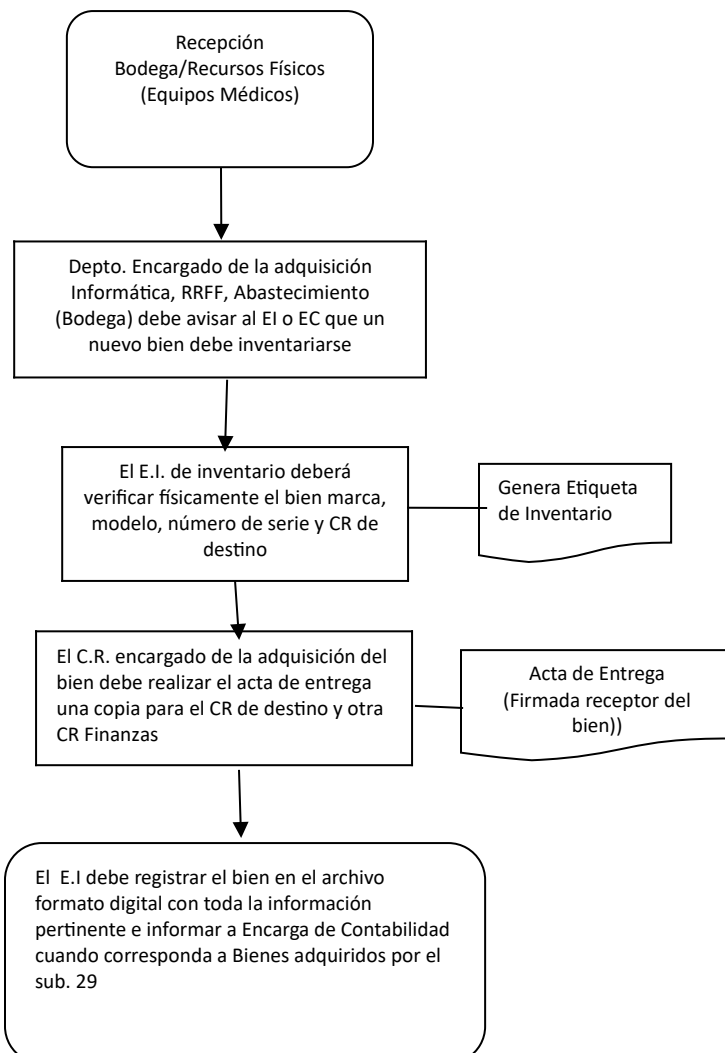 Recepción
Bodega/Recursos Físicos
(Equipos Médicos)
Depto. Encargado de la adquisición
Informática, RRFF, Abastecimiento
(Bodega) debe avisar al EI o EC que un
nuevo bien debe inventariarse
El E.I. de inventario deberá
verificar físicamente el bien marca,
modelo, número de serie y CR de
destino
Genera Etiqueta
de Inventario
El C.R. encargado de la adquisición del
bien debe realizar el acta de entrega
una copia para el CR de destino y otra
CR Finanzas
Acta de Entrega
(Firmada receptor del
bien))
El E.I debe registrar el bien en el archivo
formato digital con toda la información
pertinente e informar a Encarga de Contabilidad
cuando corresponda a Bienes adquiridos por el
sub. 29